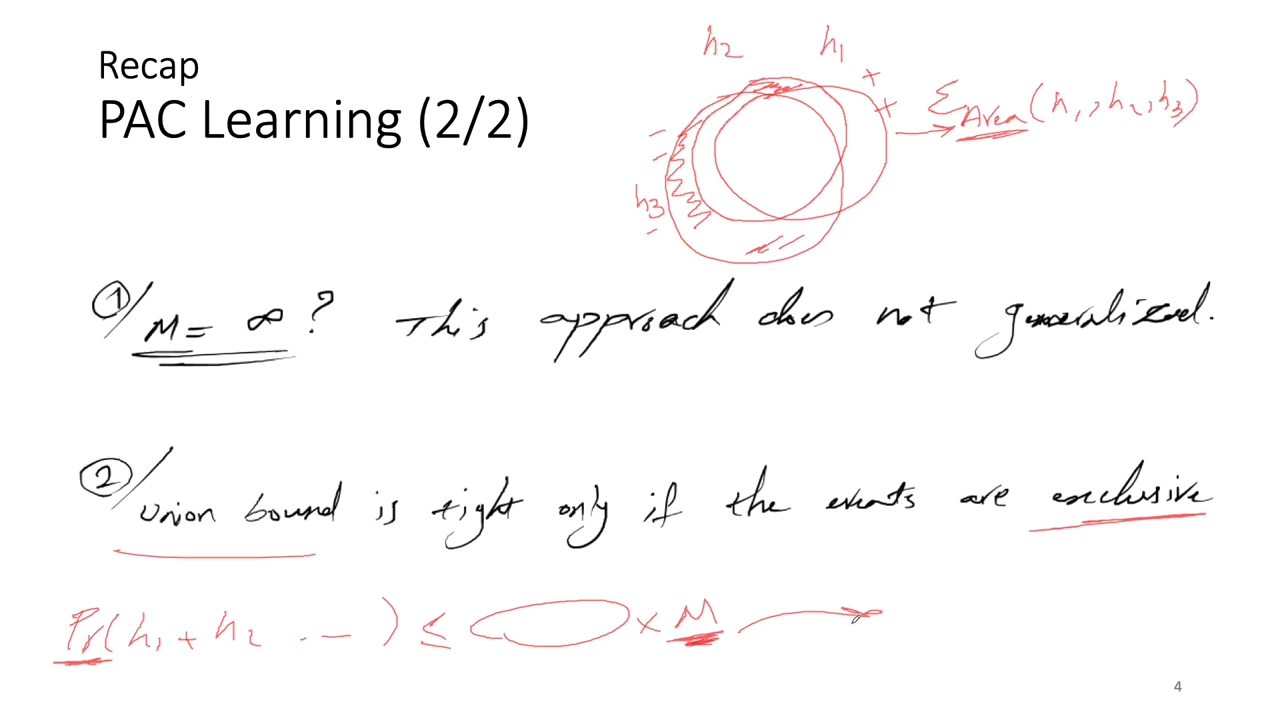 Recap
PAC Learning (2/2)
h2 h1
+
+
Σ Area (h1, h2, h3)
h3
① / M = ∞ ? This approach does not generalized.
② / Union bound is tight only if the events are exclusive
Pr(h1 + h2 ... ) ≤ × M
4